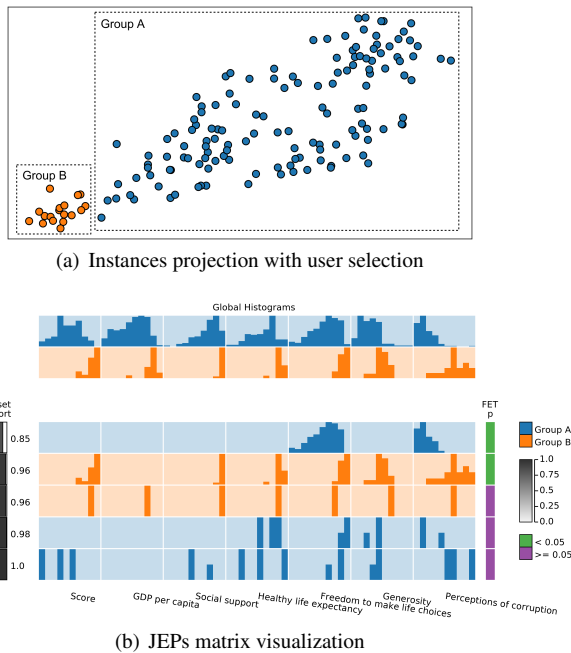 Group A
Group B
(a) Instances projection with user selection
Global Histograms
set
ort
FET
p
0.85
0.96
0.96
0.98
1.0
Group A
Group B
1.0
0.75
0.50
0.25
0.0
< 0.05
>= 0.05
Score
GDP per capita
Social support
Healthy life expectancy
Freedom to make life choices
Generosity
Perceptions of corruption
(b) JEPs matrix visualization